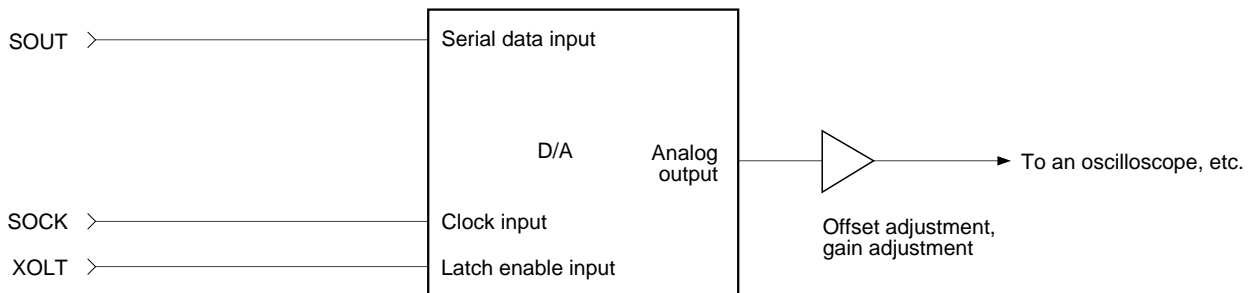 SOUT
Serial data input
D/A
Analog
output
To an oscilloscope, etc.
SOCK
Clock input
Offset adjustment,
gain adjustment
XOLT
Latch enable input